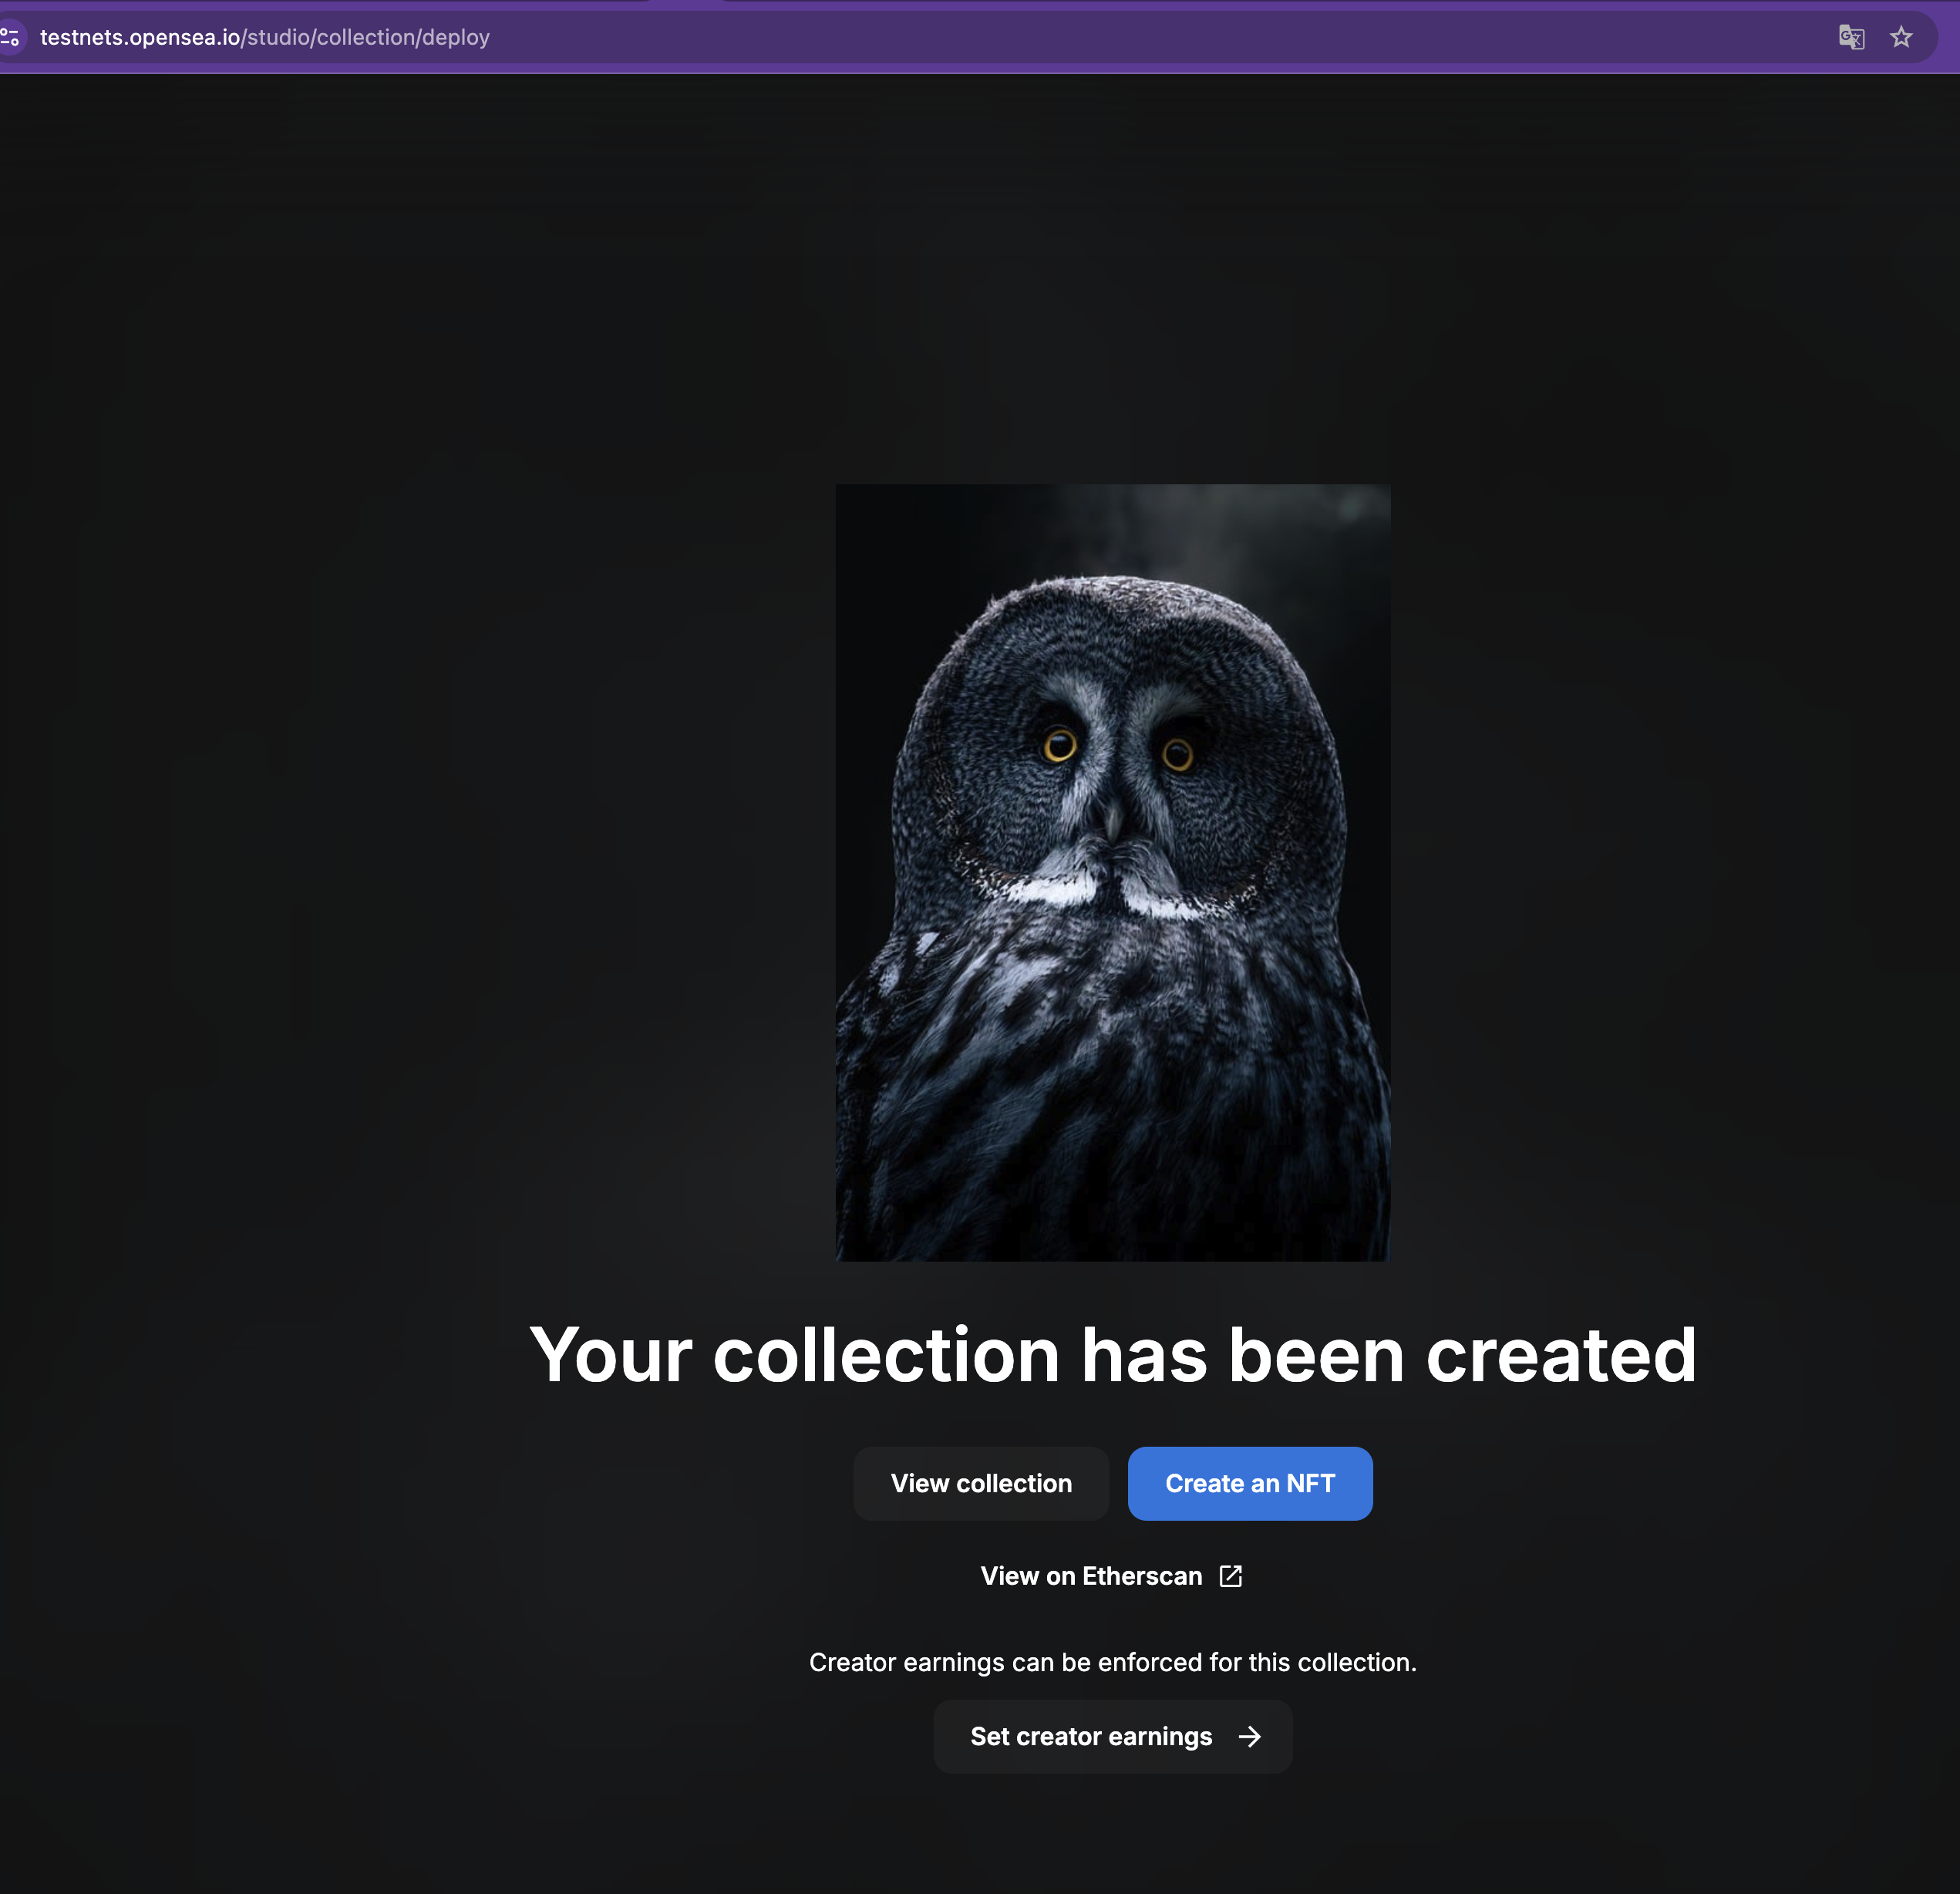 testnets.opensea.io/studio/collection/deploy
Your collection has been created
View collection
Create an NFT
View on Etherscan
Creator earnings can be enforced for this collection.
Set creator earnings